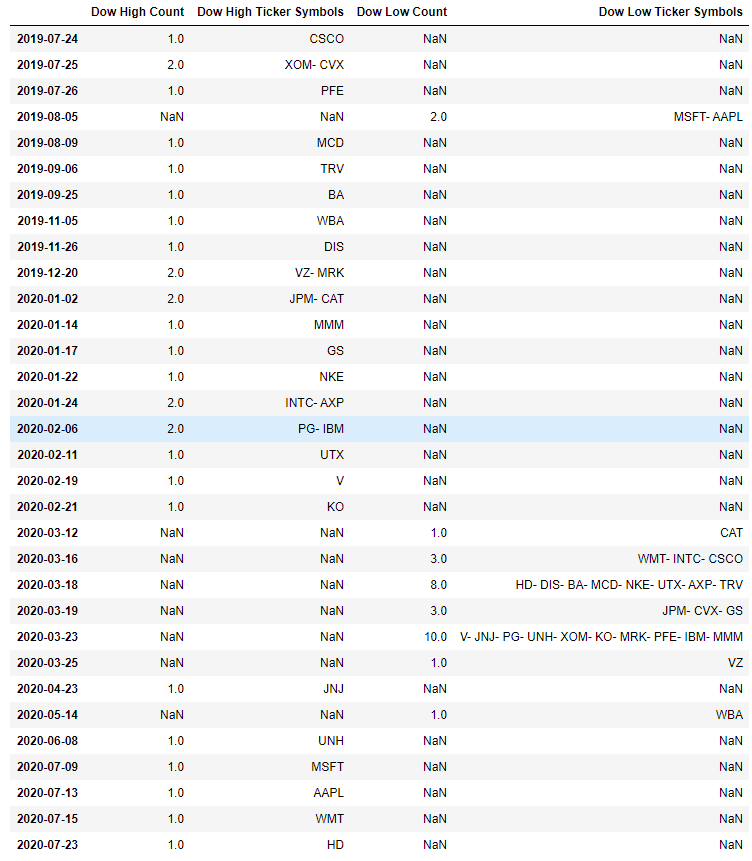 Dow High Count Dow High Ticker Symbols Dow Low Count Dow Low Ticker Symbols
2019-07-24 1.0 CSCO NaN NaN
2019-07-25 2.0 XOM- CVX NaN NaN
2019-07-26 1.0 PFE NaN NaN
2019-08-05 NaN NaN 2.0 MSFT- AAPL
2019-08-09 1.0 MCD NaN NaN
2019-09-06 1.0 TRV NaN NaN
2019-09-25 1.0 BA NaN NaN
2019-11-05 1.0 WBA NaN NaN
2019-11-26 1.0 DIS NaN NaN
2019-12-20 2.0 VZ- MRK NaN NaN
2020-01-02 2.0 JPM- CAT NaN NaN
2020-01-14 1.0 MMM NaN NaN
2020-01-17 1.0 GS NaN NaN
2020-01-22 1.0 NKE NaN NaN
2020-01-24 2.0 INTC- AXP NaN NaN
2020-02-06 2.0 PG- IBM NaN NaN
2020-02-11 1.0 UTX NaN NaN
2020-02-19 1.0 V NaN NaN
2020-02-21 1.0 KO NaN NaN
2020-03-12 NaN NaN 1.0 CAT
2020-03-16 NaN NaN 3.0 WMT- INTC- CSCO
2020-03-18 NaN NaN 8.0 HD- DIS- BA- MCD- NKE- UTX- AXP- TRV
2020-03-19 NaN NaN 3.0 JPM- CVX- GS
2020-03-23 NaN NaN 10.0 V- JNJ- PG- UNH- XOM- KO- MRK- PFE- IBM- MMM
2020-03-25 NaN NaN 1.0 VZ
2020-04-23 1.0 JNJ NaN NaN
2020-05-14 NaN NaN 1.0 WBA
2020-06-08 1.0 UNH NaN NaN
2020-07-09 1.0 MSFT NaN NaN
2020-07-13 1.0 AAPL NaN NaN
2020-07-15 1.0 WMT NaN NaN
2020-07-23 1.0 HD NaN NaN